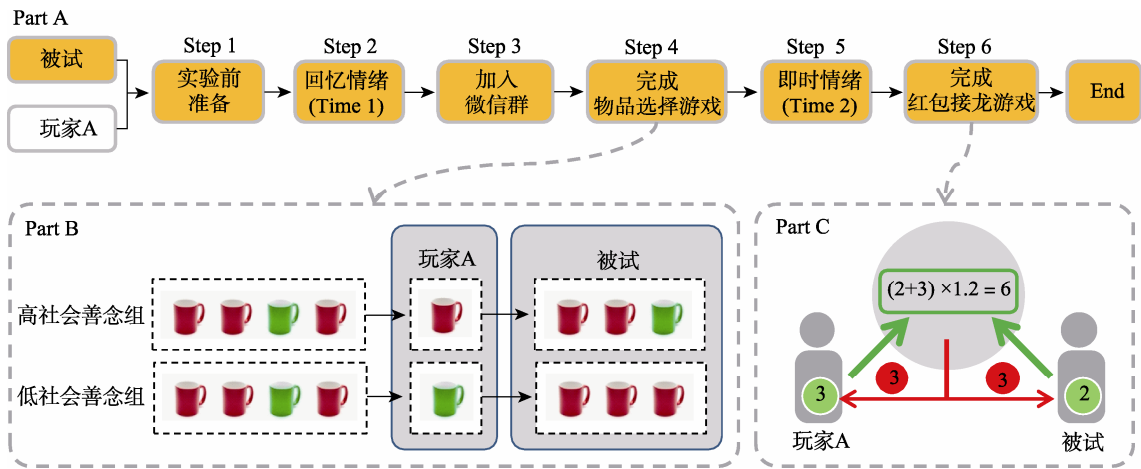 Part A
被试
玩家A
Step 1
实验前
准备
Step 2
回忆情绪
(Time 1)
Step 3
加入
微信群
Step 4
完成
物品选择游戏
Step 5
即时情绪
(Time 2)
Step 6
完成
红包接龙游戏
End
Part B
玩家A
被试
高社会善念组
低社会善念组
Part C
(2+3) ×1.2 = 6
3
3
3
2
玩家A
被试